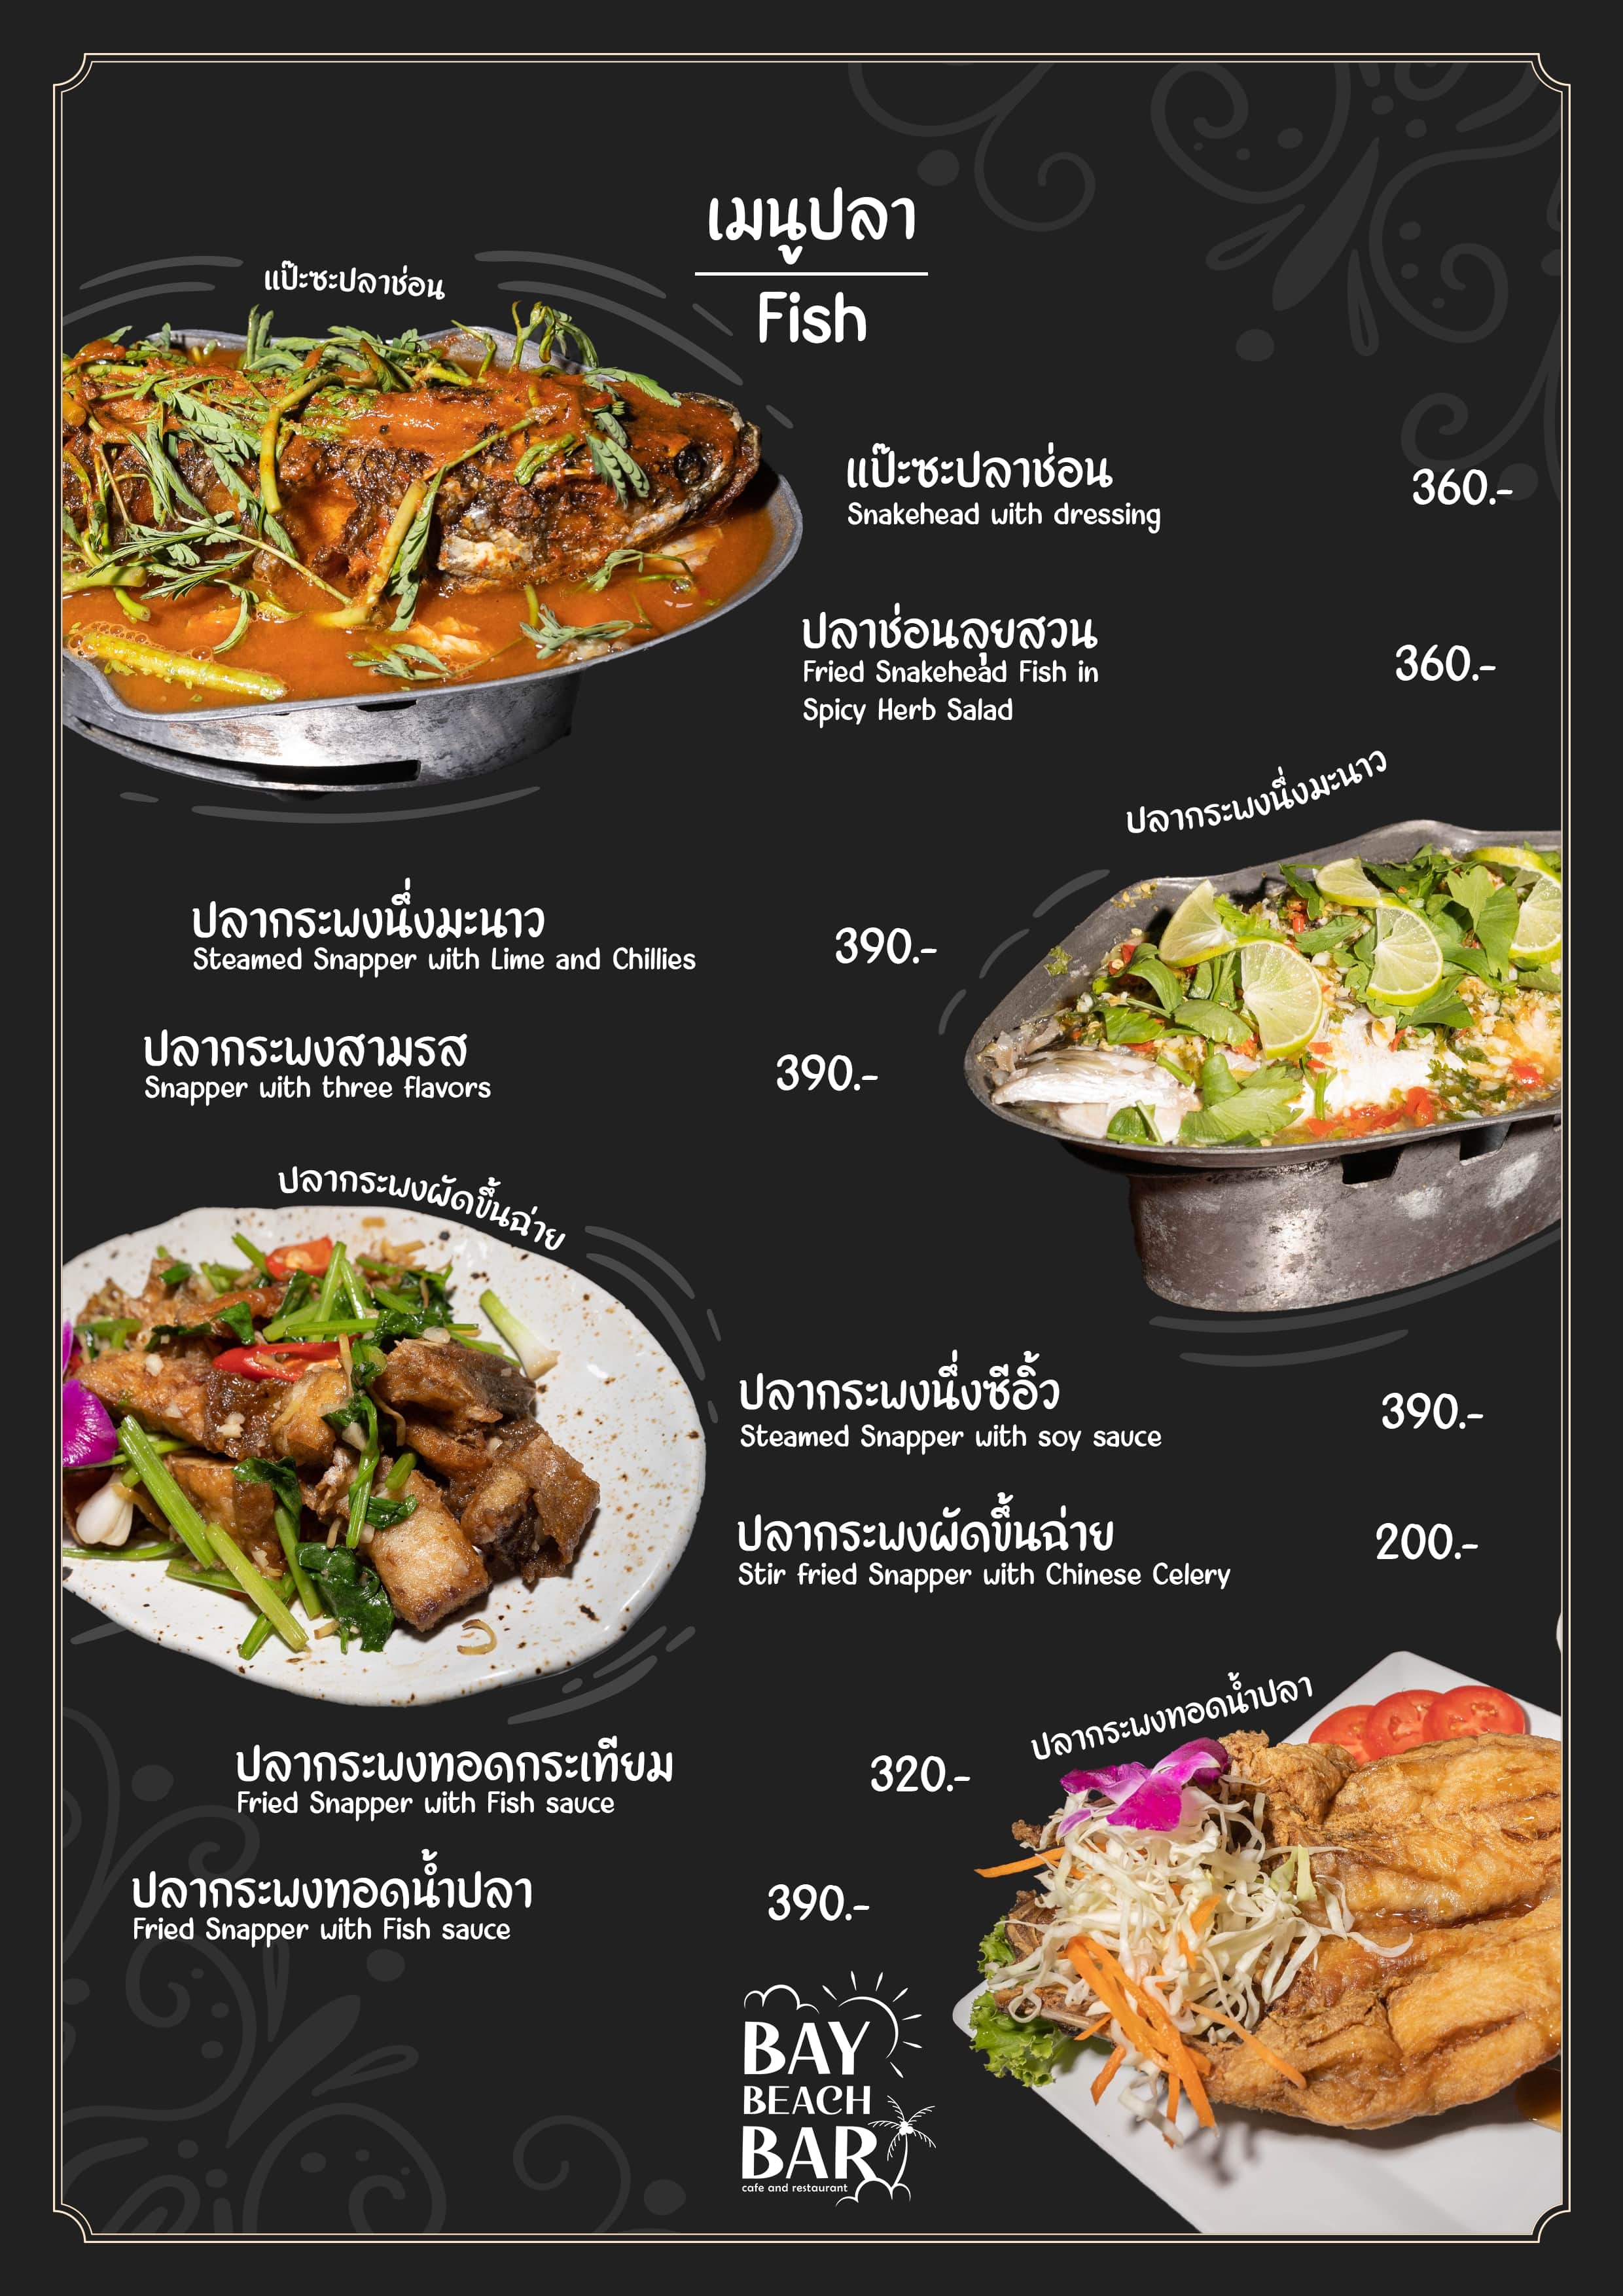 เมนูปลา
Fish
แป๊ะซะปลาช่อน
แป๊ะซะปลาช่อน
360.-
Snakehead with dressing
ปลาช่อนลุยสวน
360.-
Fried Snakehead Fish in
Spicy Herb Salad
ปลากระพงนึ่งมะนาว
ปลากระพงนึ่งมะนาว
390.-
Steamed Snapper with Lime and Chillies
ปลากระพงสามรส
390.-
Snapper with three flavors
ปลากระพงผัดขึ้นฉ่าย
ปลากระพงนึ่งซีอิ้ว
390.-
Steamed Snapper with soy sauce
ปลากระพงผัดขึ้นฉ่าย
200.-
Stir fried Snapper with Chinese Celery
ปลากระพงทอดน้ำปลา
ปลากระพงทอดกระเทียม
320.-
Fried Snapper with Fish sauce
ปลากระพงทอดน้ำปลา
390.-
Fried Snapper with Fish sauce
BAY
BEACH
BAR
cafe and restaurant